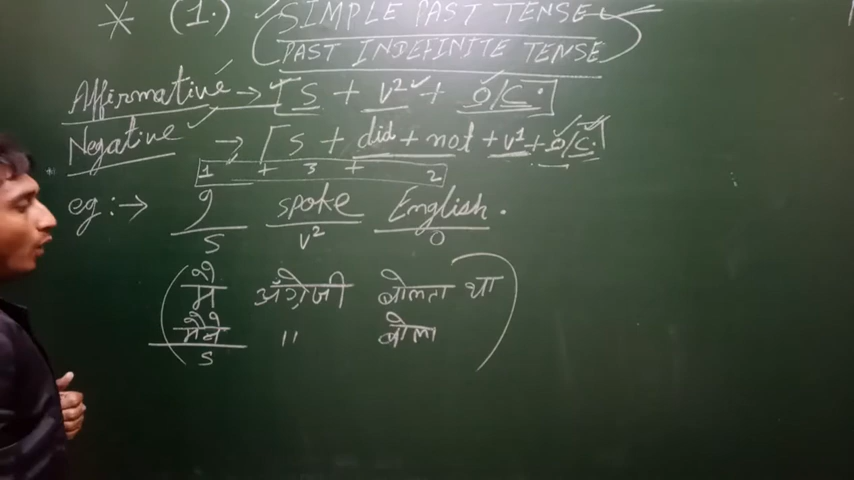 * (1.) SIMPLE PAST TENSE
PAST INDEFINITE TENSE
Affirmative → [S + V² + O/C.]
Negative → [S + did + not + V¹ + O/C.]
1 + 3 + 2
eg :→ I spoke English.
S V² O
मैं अंग्रेजी बोलता था
मैंने " बोला
S